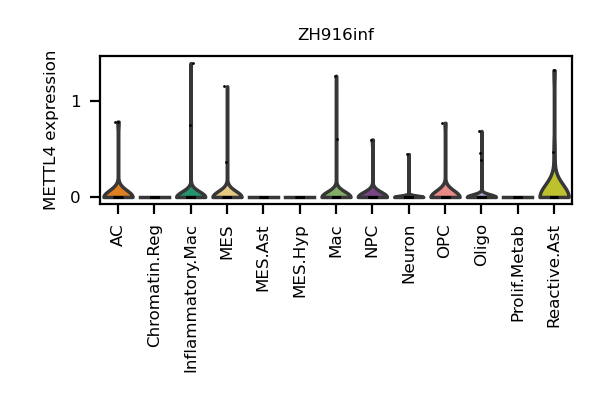 ZH916inf
METTL4 expression
1
0
AC
Chromatin.Reg
Inflammatory.Mac
MES
MES.Ast
MES.Hyp
Mac
NPC
Neuron
OPC
Oligo
Prolif.Metab
Reactive.Ast